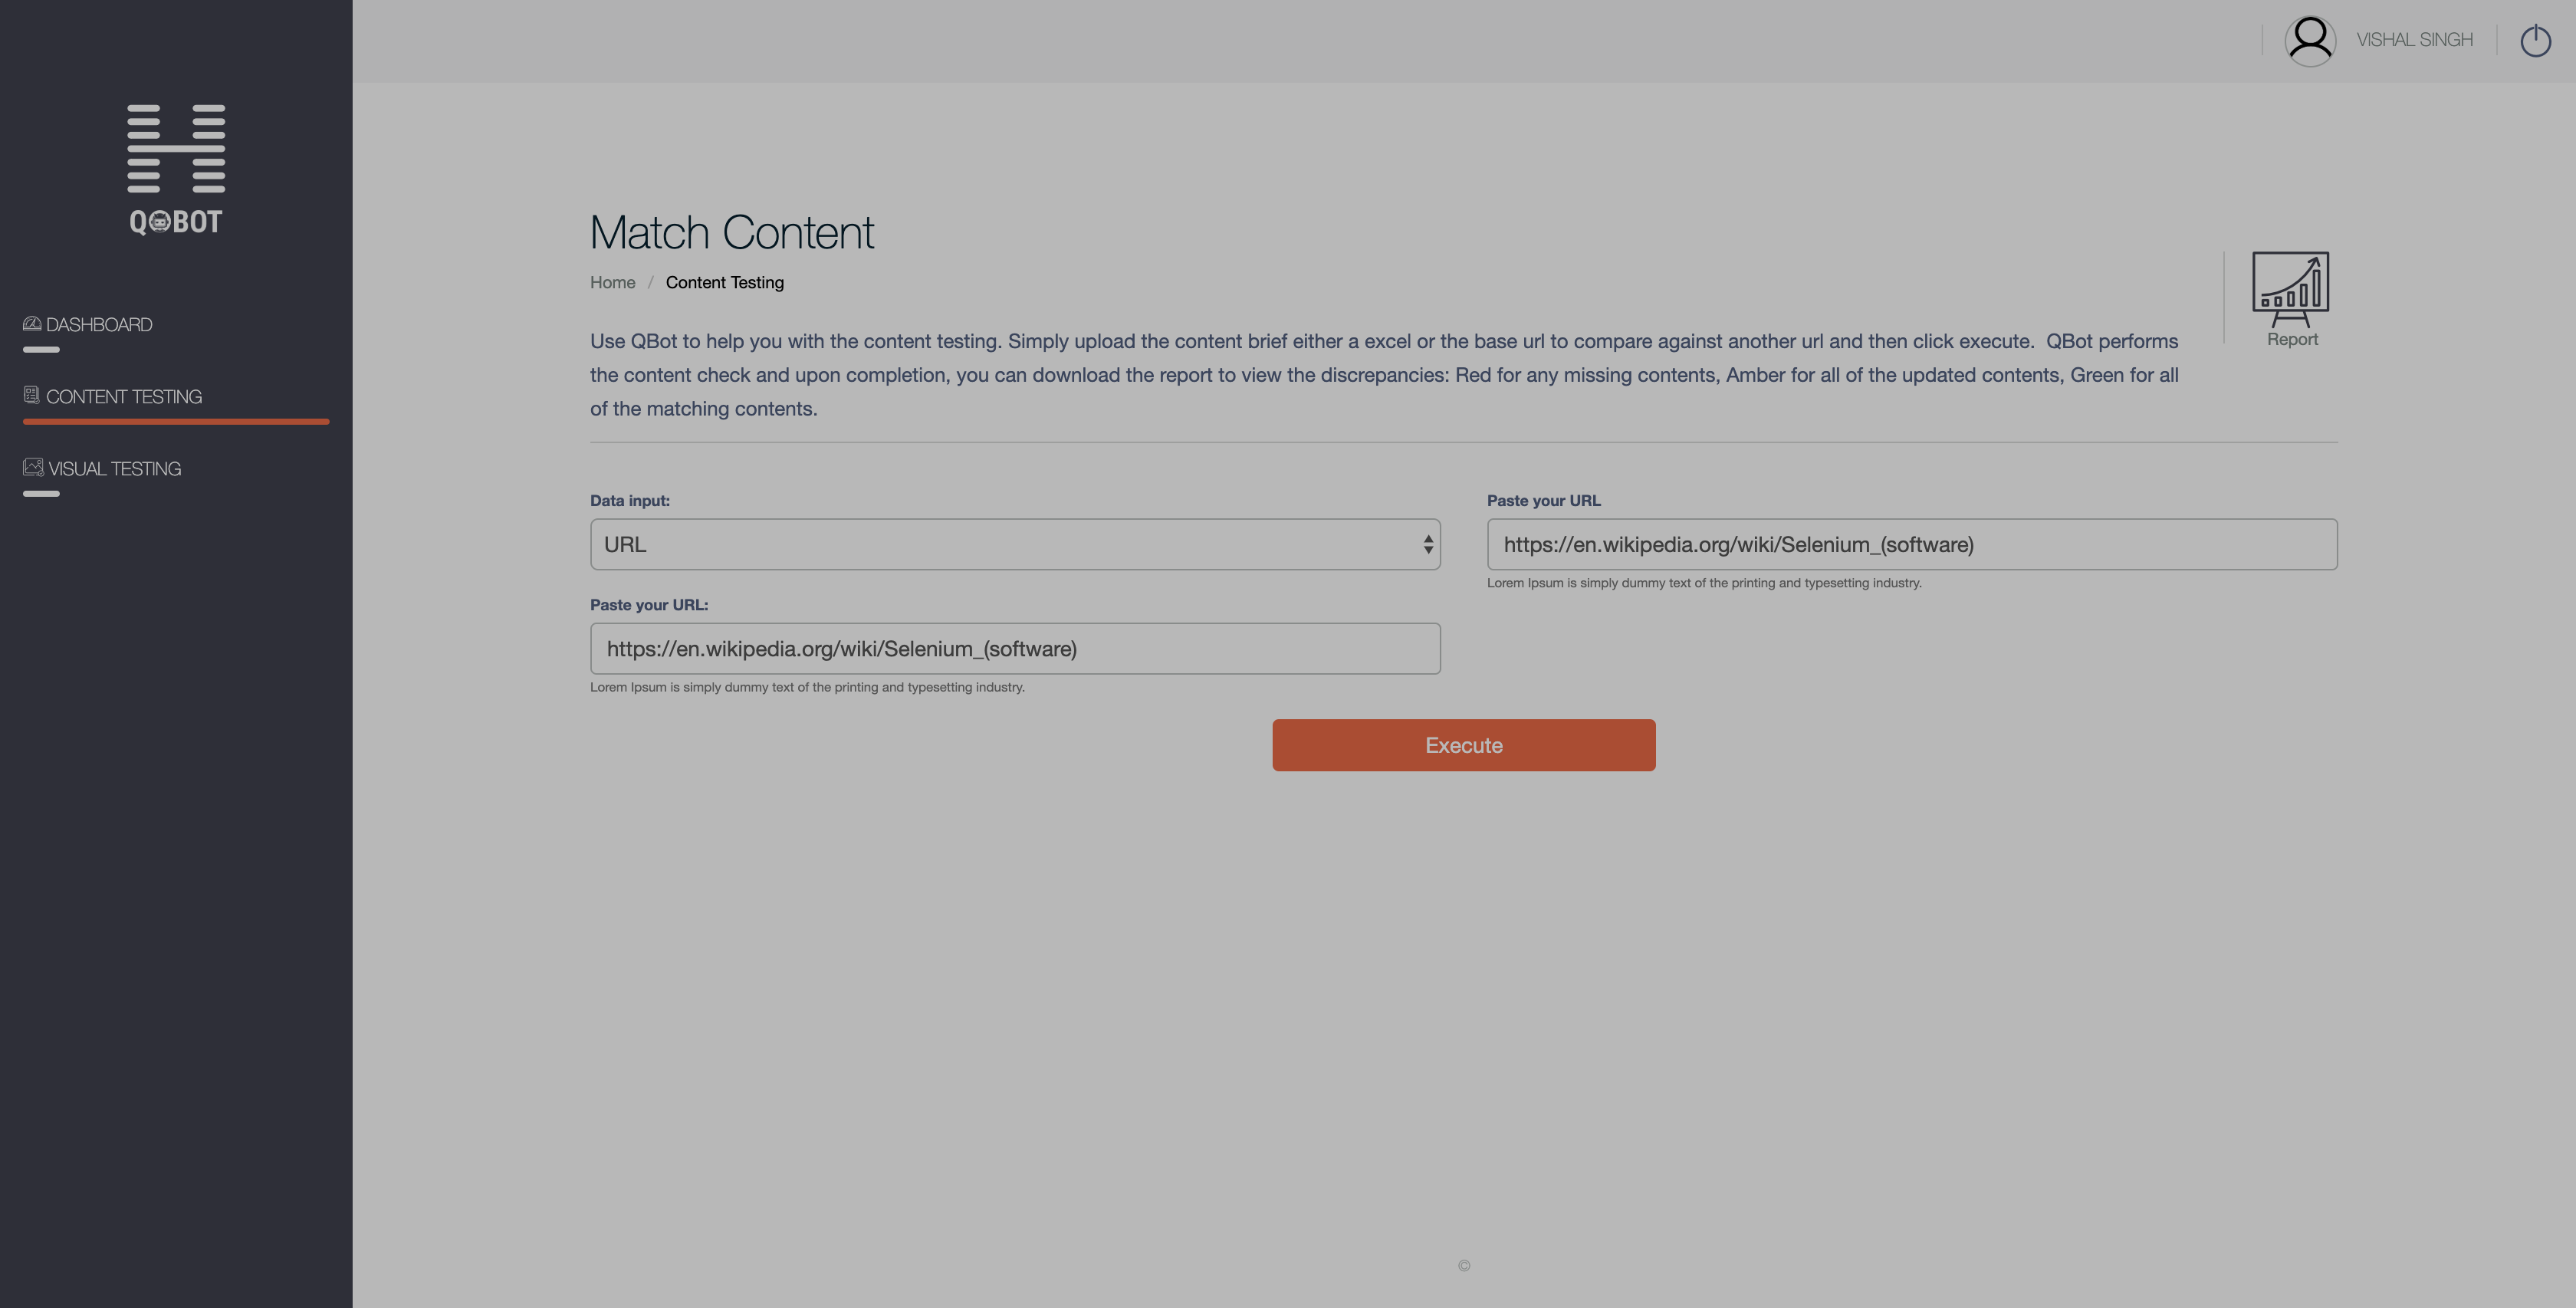 VISHAL SINGH
QBOT
DASHBOARD
CONTENT TESTING
VISUAL TESTING
Match Content
Home / Content Testing
Report
Use QBot to help you with the content testing. Simply upload the content brief either a excel or the base url to compare against another url and then click execute.  QBot performs
the content check and upon completion, you can download the report to view the discrepancies: Red for any missing contents, Amber for all of the updated contents, Green for all
of the matching contents.
Data input:
URL
Paste your URL
https://en.wikipedia.org/wiki/Selenium_(software)
Lorem Ipsum is simply dummy text of the printing and typesetting industry.
Paste your URL:
https://en.wikipedia.org/wiki/Selenium_(software)
Lorem Ipsum is simply dummy text of the printing and typesetting industry.
Execute
©